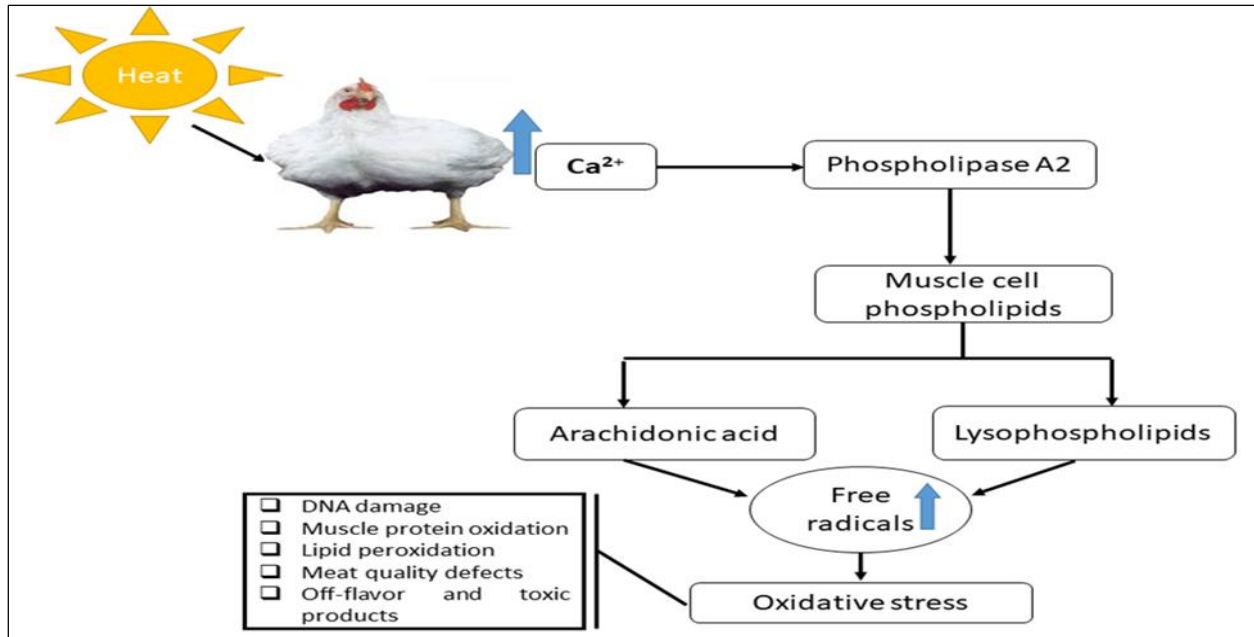 Heat
Ca²⁺
Phospholipase A2
Muscle cell
phospholipids
Arachidonic acid
Lysophospholipids
Free
radicals
DNA damage
Muscle protein oxidation
Lipid peroxidation
Meat quality defects
Off-flavor and toxic
products
Oxidative stress